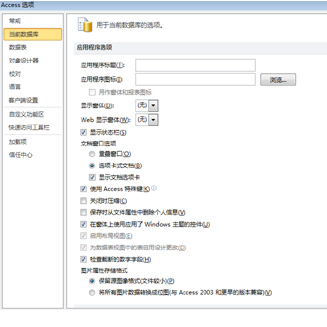 Access 选项
常规
当前数据库
数据表
对象设计器
校对
语言
客户端设置
自定义功能区
快速访问工具栏
加载项
信任中心
用于当前数据库的选项。
应用程序选项
应用程序标题(T):
应用程序图标(I):
浏览...
用作窗体和报表图标
显示窗体(D): (无)
Web 显示窗体(W): (无)
显示状态栏(S)
文档窗口选项
重叠窗口(O)
选项卡式文档(B)
显示文档选项卡
使用 Access 特殊键(K)
关闭时压缩(C)
保存时从文件属性中删除个人信息(V)
在窗体上使用应用了 Windows 主题的控件(U)
启用布局视图(E)
为数据表视图中的表启用设计更改(D)
检查截断的数字字段(H)
图片属性存储格式
保留源图像格式(文件较小)(P)
将所有图片数据转换成位图(与 Access 2003 和更早的版本兼容)(V)